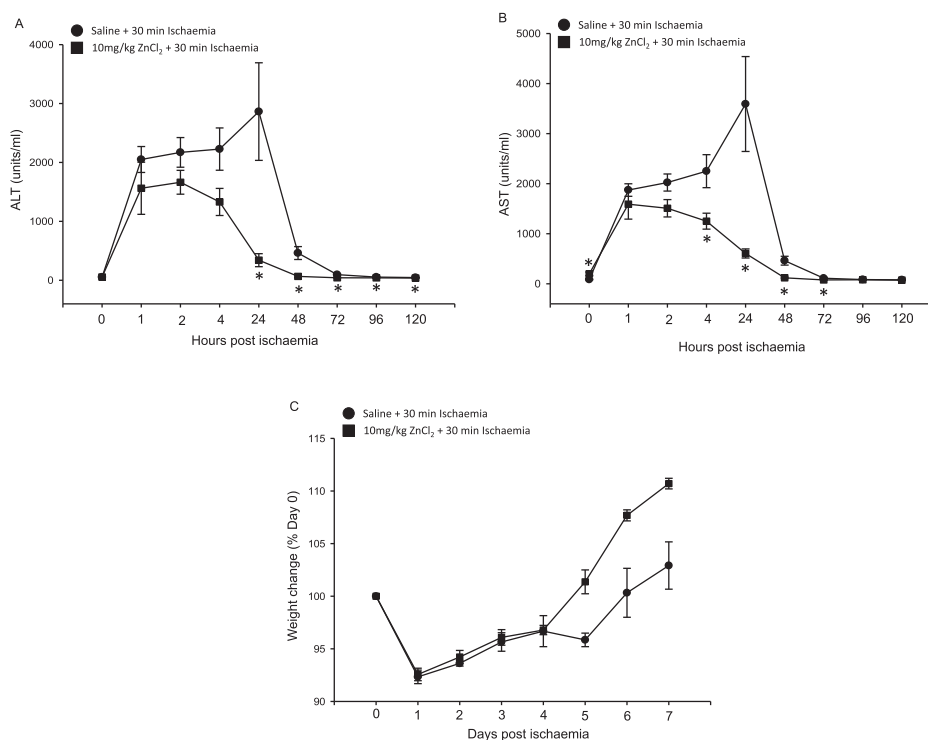 A
Saline + 30 min Ischaemia
10mg/kg ZnCl₂ + 30 min Ischaemia
4000
3000
2000
1000
0
ALT (units/ml)
* * * * *
0 1 2 4 24 48 72 96 120
Hours post ischaemia
B
Saline + 30 min Ischaemia
10mg/kg ZnCl₂ + 30 min Ischaemia
5000
4000
3000
2000
1000
0
AST (units/ml)
* * * * *
0 1 2 4 24 48 72 96 120
Hours post ischaemia
C
Saline + 30 min Ischaemia
10mg/kg ZnCl₂ + 30 min Ischaemia
115
110
105
100
95
90
Weight change (% Day 0)
0 1 2 3 4 5 6 7
Days post ischaemia